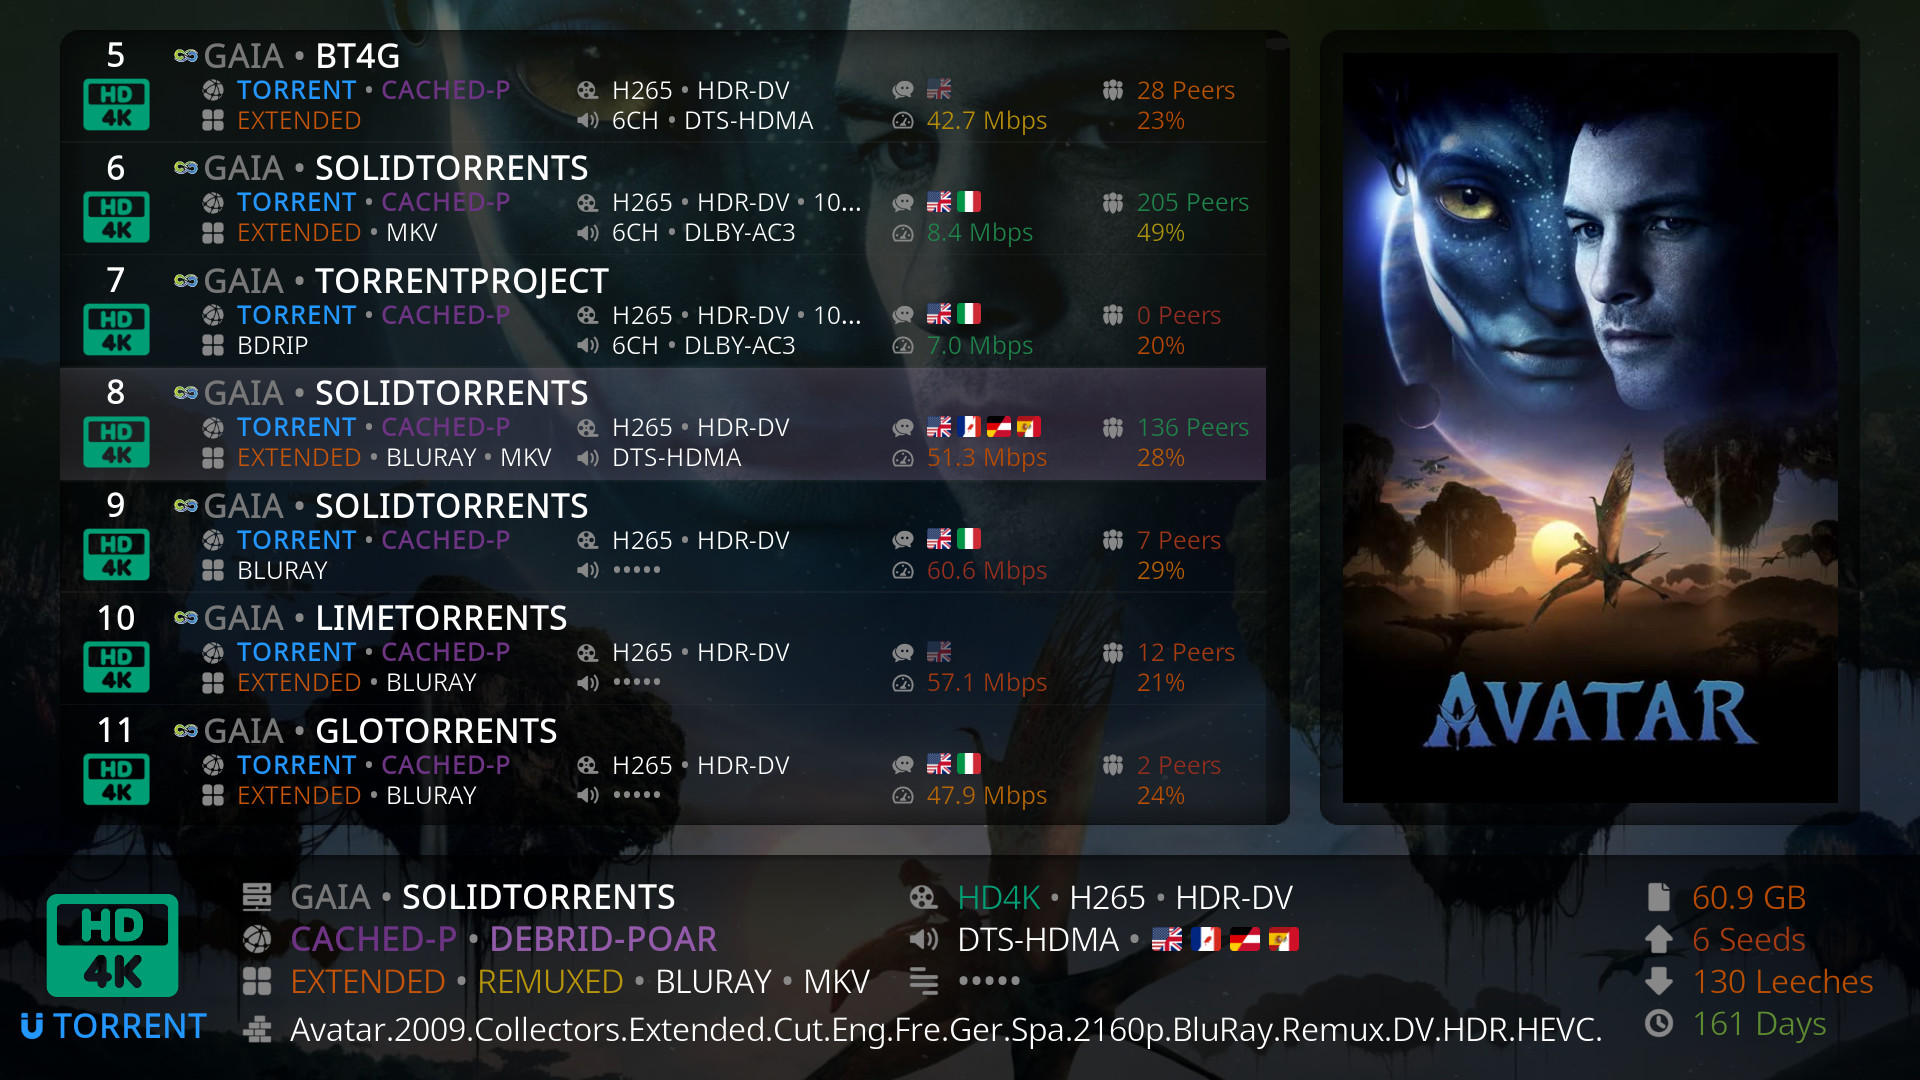 5 GAIA • BT4G
HD 4K TORRENT • CACHED-P H265 • HDR-DV 28 Peers
EXTENDED 6CH • DTS-HDMA 42.7 Mbps 23%
6 GAIA • SOLIDTORRENTS
HD 4K TORRENT • CACHED-P H265 • HDR-DV • 10... 205 Peers
EXTENDED • MKV 6CH • DLBY-AC3 8.4 Mbps 49%
7 GAIA • TORRENTPROJECT
HD 4K TORRENT • CACHED-P H265 • HDR-DV • 10... 0 Peers
BDRIP 6CH • DLBY-AC3 7.0 Mbps 20%
8 GAIA • SOLIDTORRENTS
HD 4K TORRENT • CACHED-P H265 • HDR-DV 136 Peers
EXTENDED • BLURAY • MKV DTS-HDMA 51.3 Mbps 28%
9 GAIA • SOLIDTORRENTS
HD 4K TORRENT • CACHED-P H265 • HDR-DV 7 Peers
BLURAY ••••• 60.6 Mbps 29%
10 GAIA • LIMETORRENTS
HD 4K TORRENT • CACHED-P H265 • HDR-DV 12 Peers
EXTENDED • BLURAY ••••• 57.1 Mbps 21%
11 GAIA • GLOTORRENTS
HD 4K TORRENT • CACHED-P H265 • HDR-DV 2 Peers
EXTENDED • BLURAY ••••• 47.9 Mbps 24%
AVATAR
HD 4K
TORRENT
GAIA • SOLIDTORRENTS HD4K • H265 • HDR-DV 60.9 GB
CACHED-P • DEBRID-POAR DTS-HDMA • 6 Seeds
EXTENDED • REMUXED • BLURAY • MKV ••••• 130 Leeches
Avatar.2009.Collectors.Extended.Cut.Eng.Fre.Ger.Spa.2160p.BluRay.Remux.DV.HDR.HEVC. 161 Days